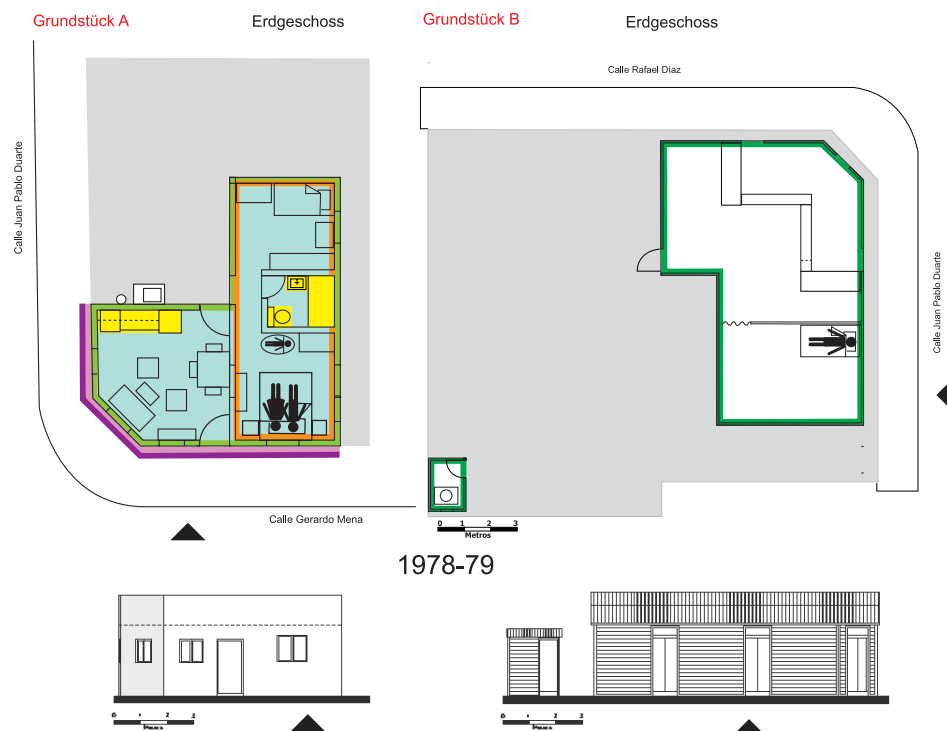 Grundstück A
Erdgeschoss
Grundstück B
Erdgeschoss
Calle Rafael Díaz
Calle Juan Pablo Duarte
Calle Juan Pablo Duarte
Calle Gerardo Mena
0 1 2 3
Metros
1978-79